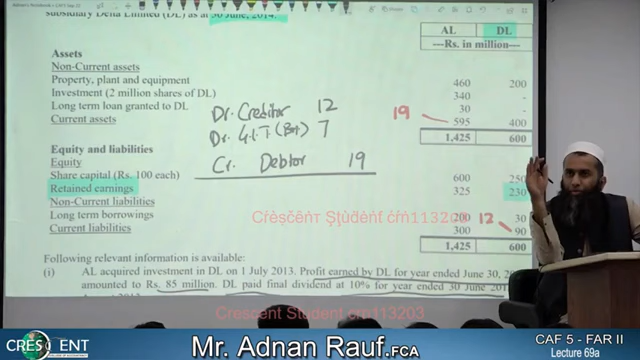 subsidiary Delta Limited (DL) as at 30 June, 2014.
AL DL
---Rs. in million---
Assets
Non-Current assets
Property, plant and equipment 460 200
Investment (2 million shares of DL) 340 -
Long term loan granted to DL 30 -
Current assets 19 595 400
1,425 600
Dr. Creditor 12
Dr. G.I.T (Bal) 7
Cr. Debtor 19
Equity and liabilities
Equity
Share capital (Rs. 100 each) 600 250
Retained earnings 325 230
Non-Current liabilities
Long term borrowings 200 30
Current liabilities 300 12 90
1,425 600
Crescent Student crn113203
Following relevant information is available:
(i) AL acquired investment in DL on 1 July 2013. Profit earned by DL for year ended June 30,
amounted to Rs. 85 million. DL paid final dividend at 10% for year ended 30 June
Crescent Student crn113203
CRESCENT
Mr. Adnan Rauf.FCA
CAF 5 - FAR II
Lecture 69a